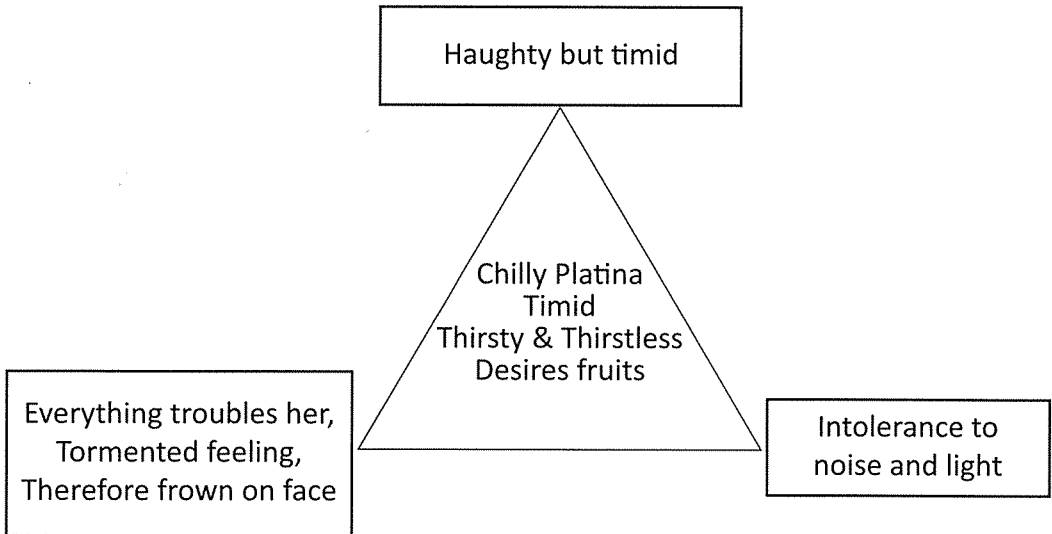 Haughty but timid
Chilly Platina
Timid
Thirsty & Thirstless
Desires fruits
Everything troubles her,
Tormented feeling,
Therefore frown on face
Intolerance to
noise and light